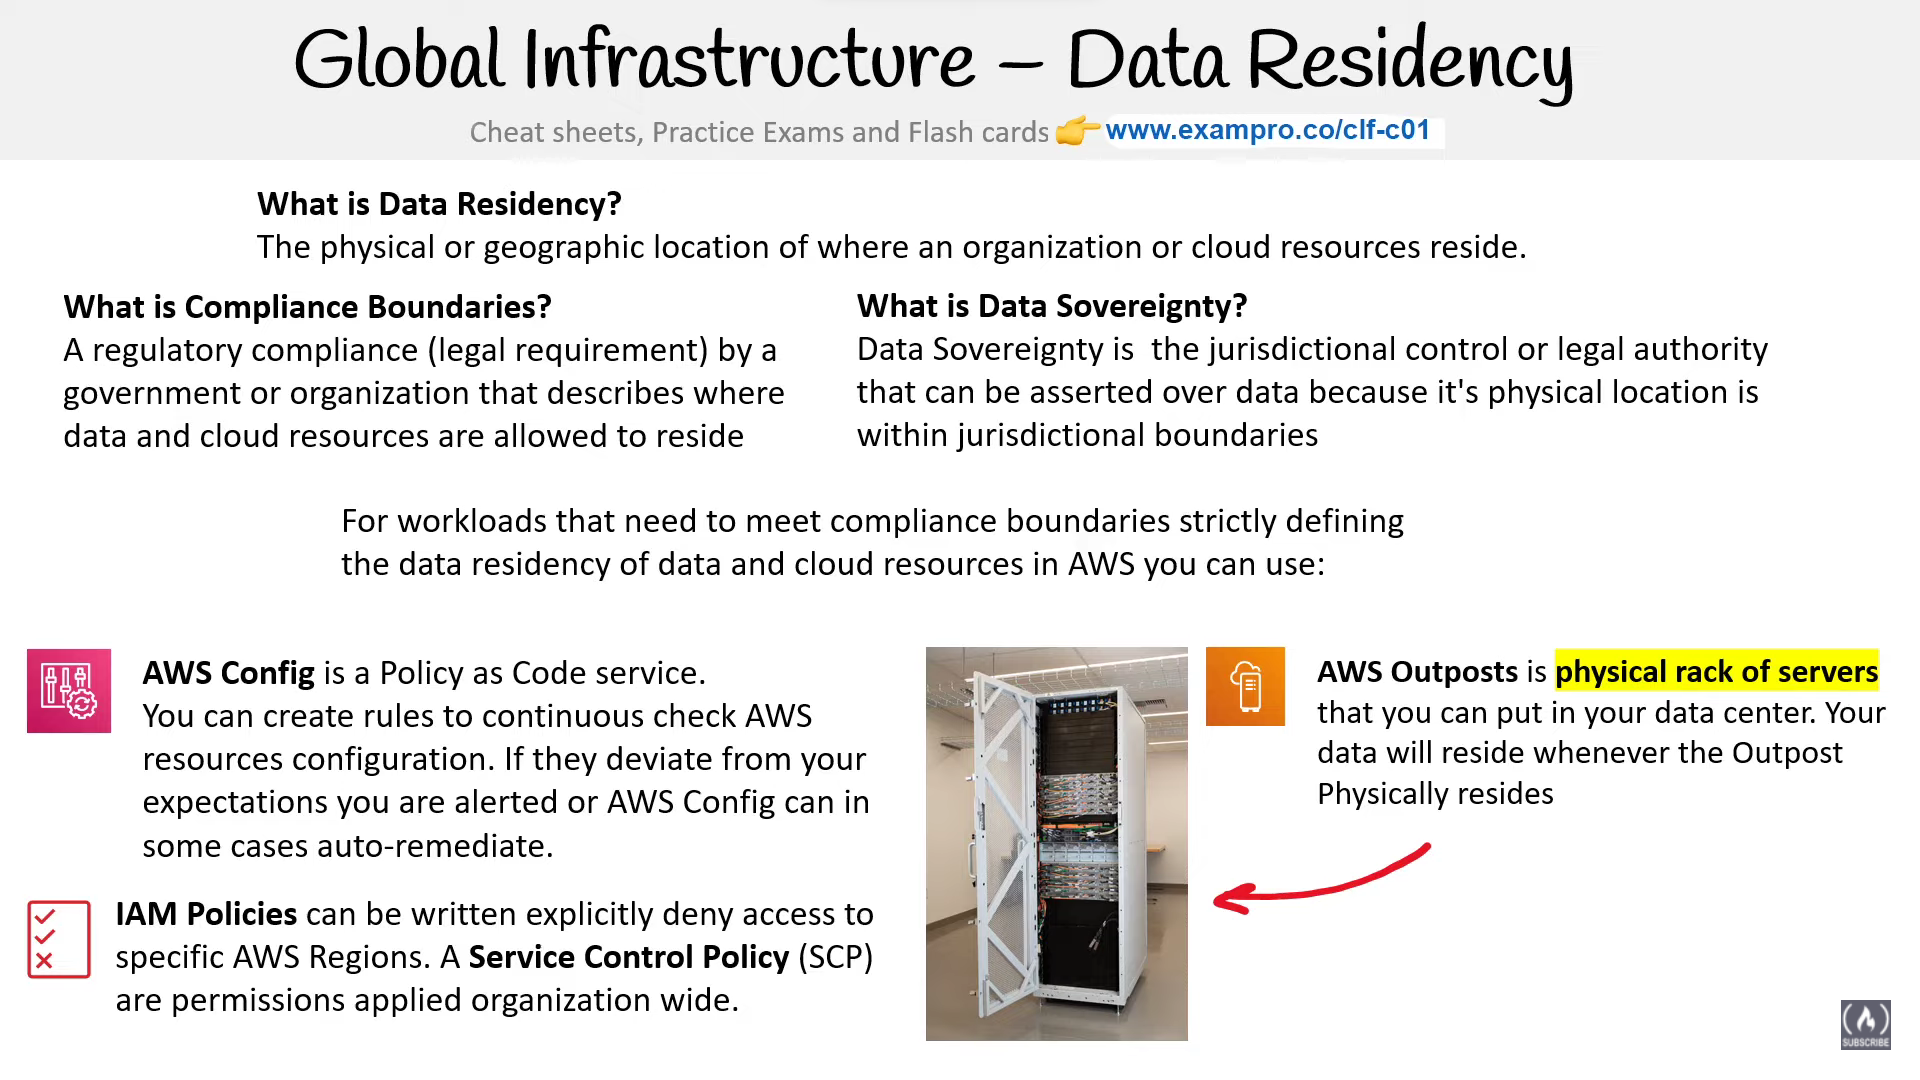 Global Infrastructure – Data Residency
Cheat sheets, Practice Exams and Flash cards 👉 www.exampro.co/clf-c01
What is Data Residency?
The physical or geographic location of where an organization or cloud resources reside.
What is Compliance Boundaries?
A regulatory compliance (legal requirement) by a
government or organization that describes where
data and cloud resources are allowed to reside
What is Data Sovereignty?
Data Sovereignty is the jurisdictional control or legal authority
that can be asserted over data because it's physical location is
within jurisdictional boundaries
For workloads that need to meet compliance boundaries strictly defining
the data residency of data and cloud resources in AWS you can use:
AWS Config is a Policy as Code service.
You can create rules to continuous check AWS
resources configuration. If they deviate from your
expectations you are alerted or AWS Config can in
some cases auto-remediate.
IAM Policies can be written explicitly deny access to
specific AWS Regions. A Service Control Policy (SCP)
are permissions applied organization wide.
AWS Outposts is physical rack of servers
that you can put in your data center. Your
data will reside whenever the Outpost
Physically resides
SUBSCRIBE